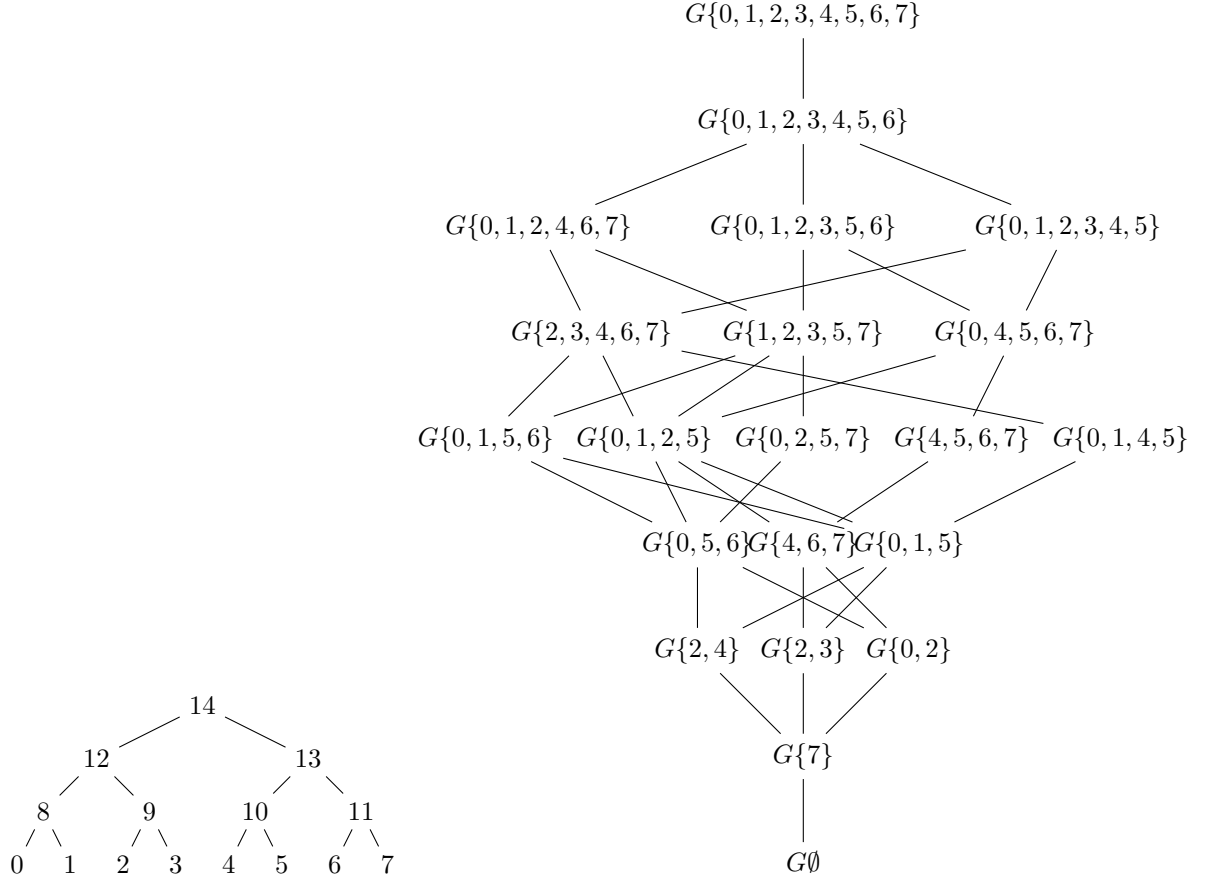 G{0, 1, 2, 3, 4, 5, 6, 7}
G{0, 1, 2, 3, 4, 5, 6}
G{0, 1, 2, 4, 6, 7} G{0, 1, 2, 3, 5, 6} G{0, 1, 2, 3, 4, 5}
G{2, 3, 4, 6, 7} G{1, 2, 3, 5, 7} G{0, 4, 5, 6, 7}
G{0, 1, 5, 6} G{0, 1, 2, 5} G{0, 2, 5, 7} G{4, 5, 6, 7} G{0, 1, 4, 5}
G{0, 5, 6} G{4, 6, 7} G{0, 1, 5}
G{2, 4} G{2, 3} G{0, 2}
G{7}
G∅
14
12 13
8 9 10 11
0 1 2 3 4 5 6 7